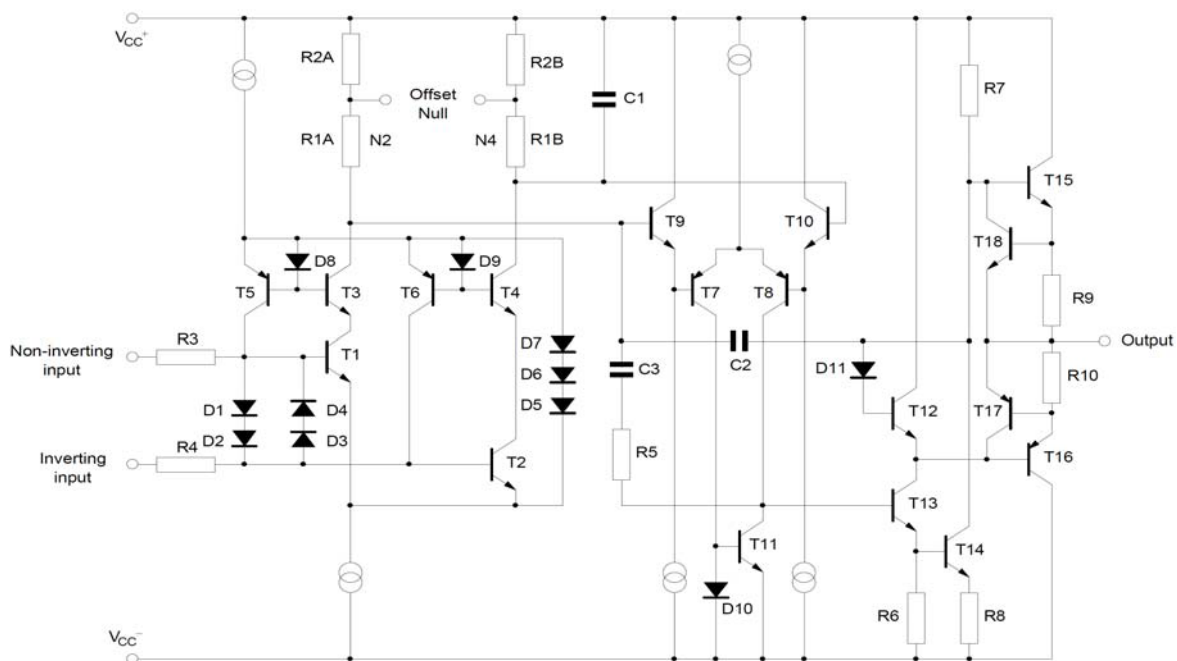 VCC+
R2A
R2B
R7
Offset
Null
C1
R1A
N2
N4
R1B
T15
T9
T10
T18
D8
D9
T5
T3
T6
T4
T7
T8
R9
R3
D7
Non-inverting
input
T1
Output
C2
D11
D6
C3
R10
D1
D4
D5
T12
T17
D2
D3
R4
R5
T16
Inverting
input
T2
T13
T11
T14
D10
R6
R8
VCC-